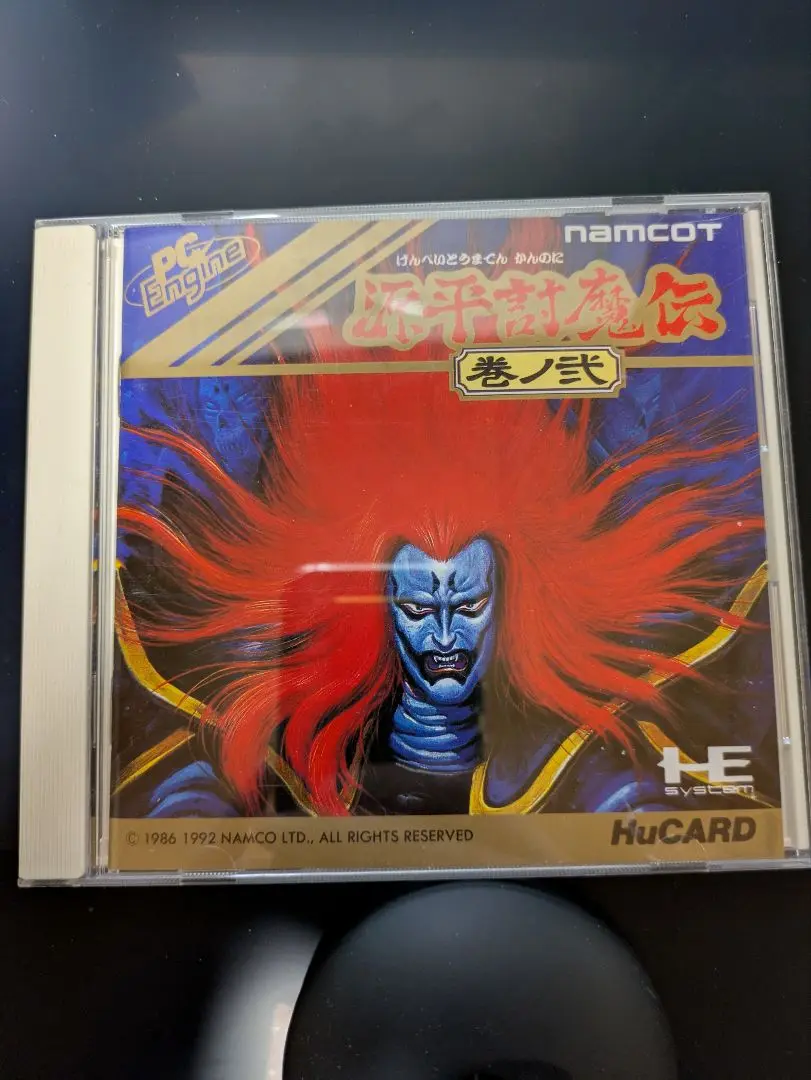 PC Engine
namcoT
げんぺいとうまでん かんのに
源平討魔伝
巻ノ弐
HE
system
© 1986 1992 NAMCO LTD., ALL RIGHTS RESERVED
HuCARD